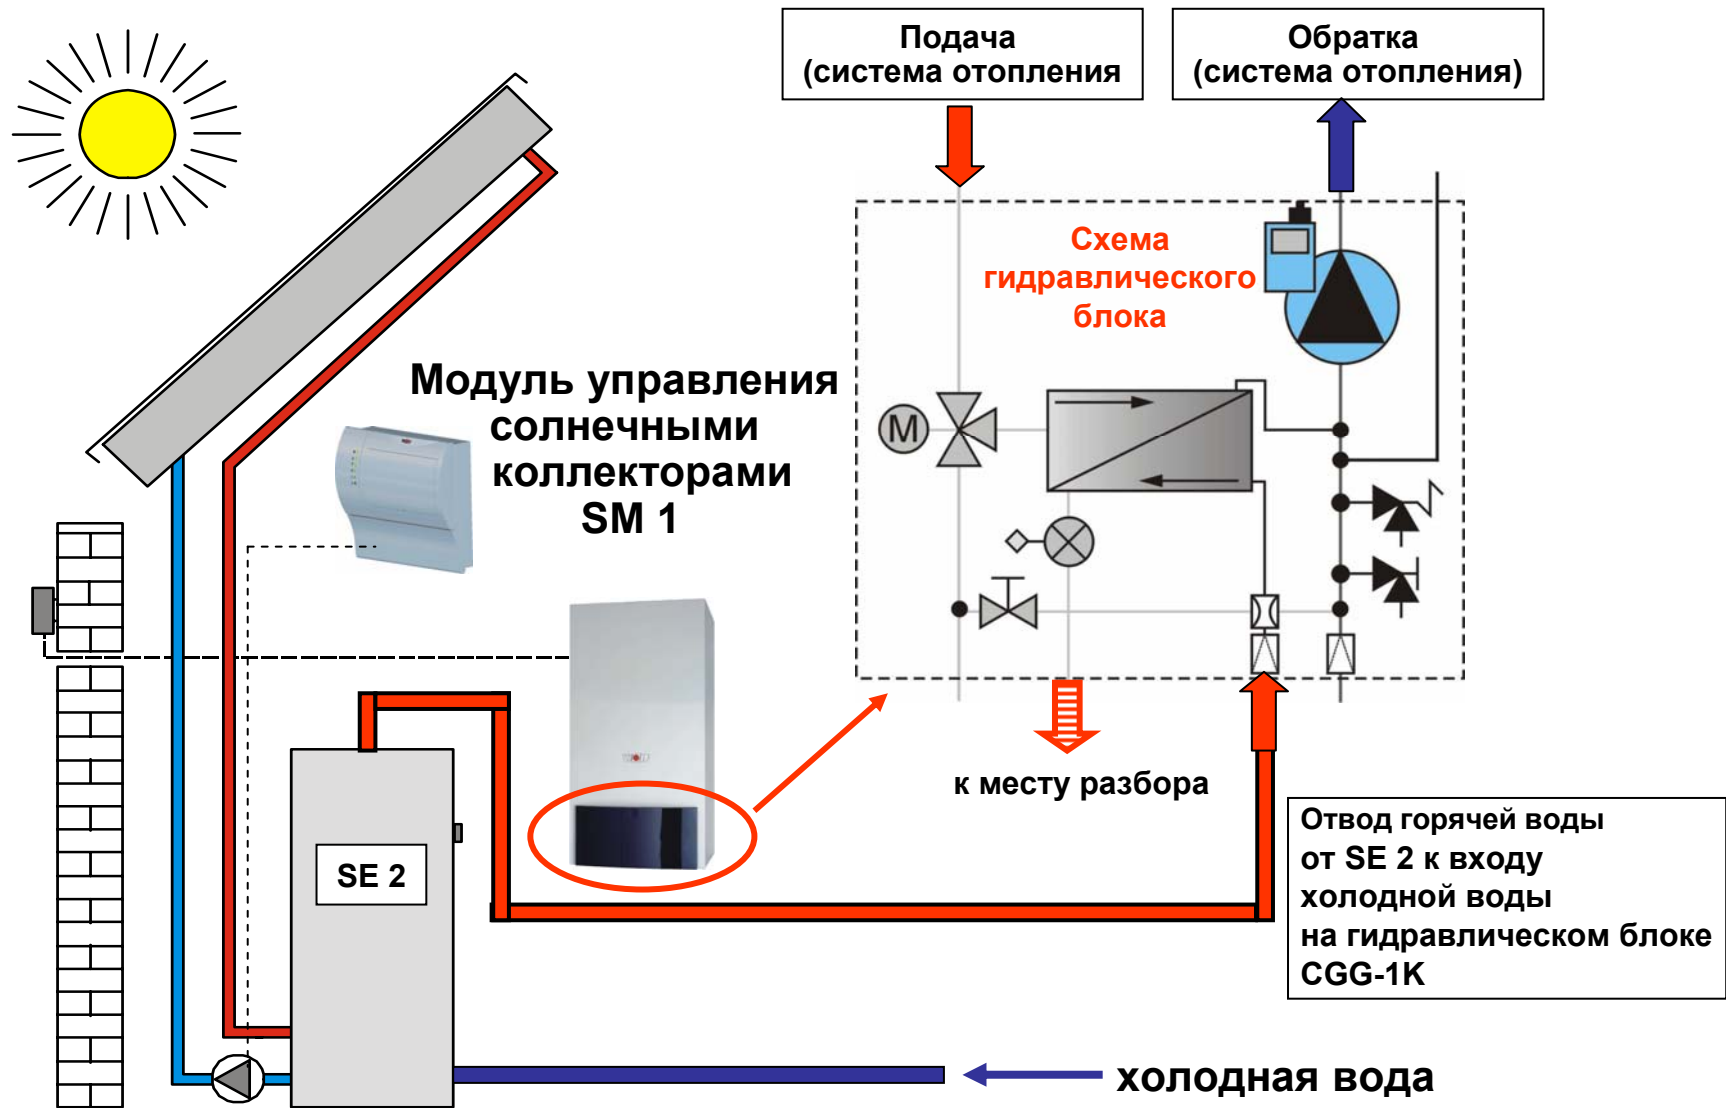 Подача
(система отопления
Обратка
(система отопления)
Схема
гидравлического
блока
Модуль управления
солнечными
коллекторами
SM 1
M
к месту разбора
SE 2
Отвод горячей воды
от SE 2 к входу
холодной воды
на гидравлическом блоке
CGG-1K
холодная вода